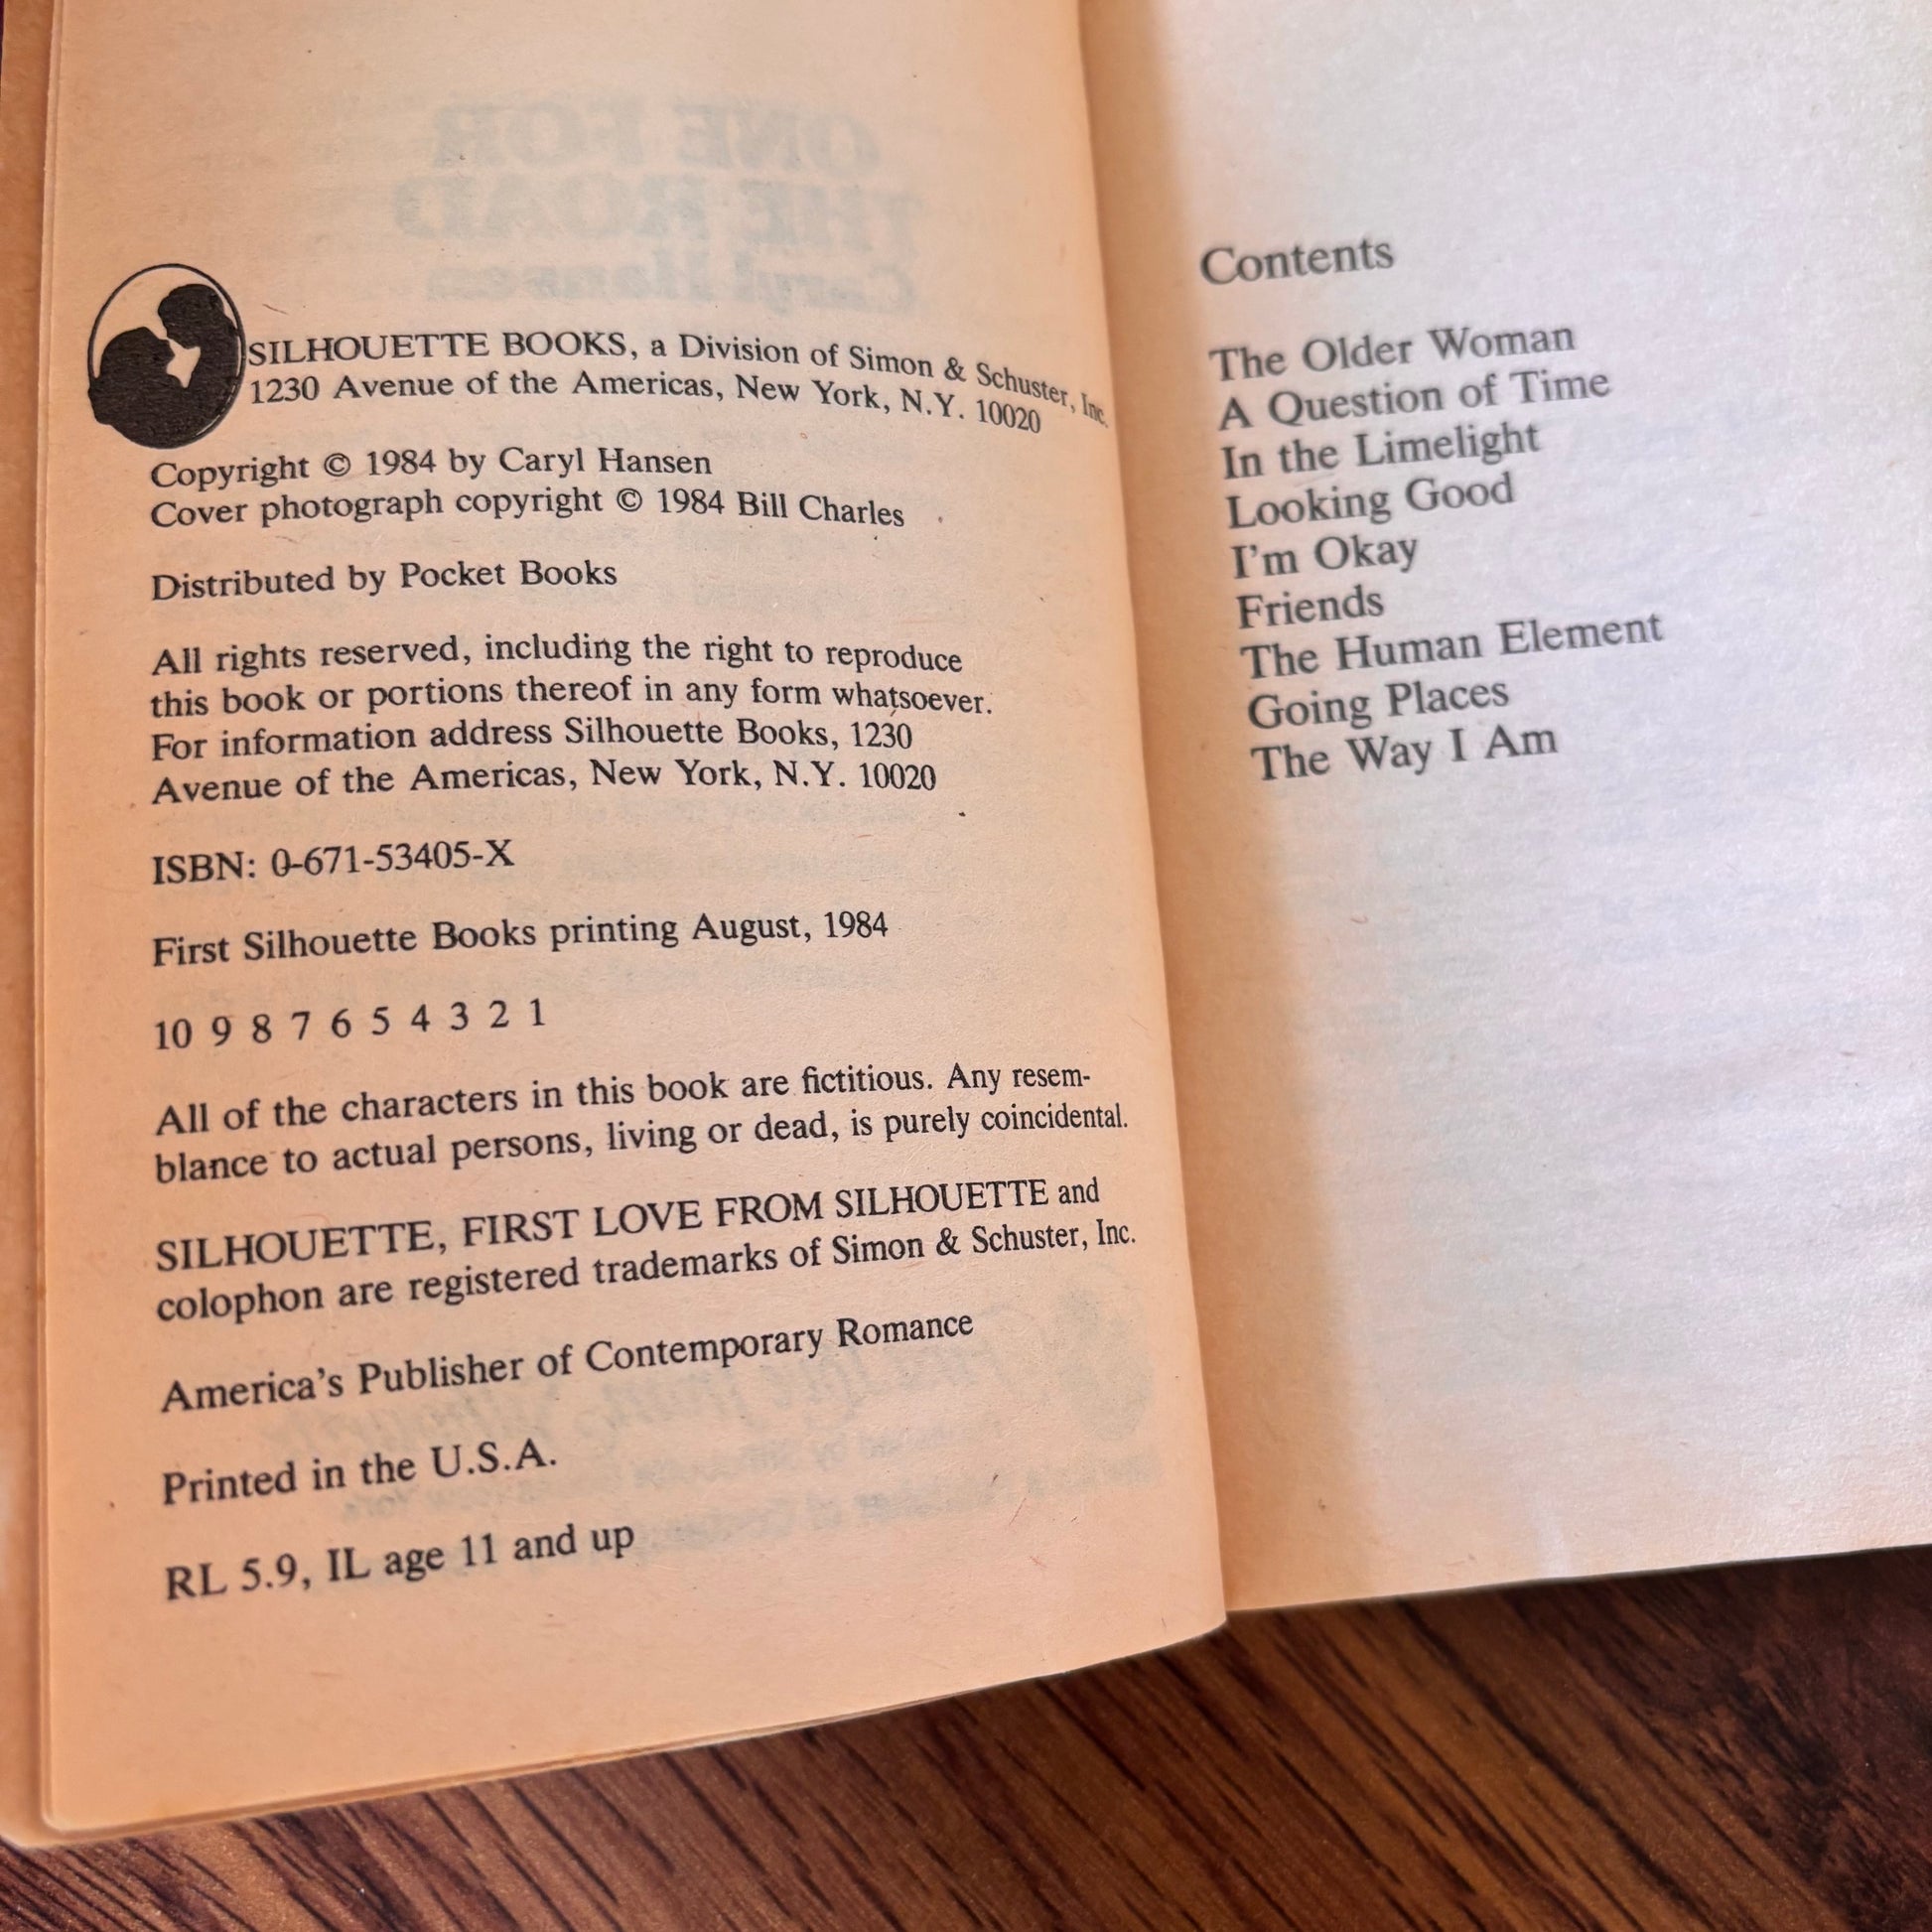 SILHOUETTE BOOKS, a Division of Simon & Schuster, Inc.
1230 Avenue of the Americas, New York, N.Y. 10020
Copyright © 1984 by Caryl Hansen
Cover photograph copyright © 1984 Bill Charles
Distributed by Pocket Books
All rights reserved, including the right to reproduce
this book or portions thereof in any form whatsoever.
For information address Silhouette Books, 1230
Avenue of the Americas, New York, N.Y. 10020
ISBN: 0-671-53405-X
First Silhouette Books printing August, 1984
10 9 8 7 6 5 4 3 2 1
All of the characters in this book are fictitious. Any resem-
blance to actual persons, living or dead, is purely coincidental.
SILHOUETTE, FIRST LOVE FROM SILHOUETTE and
colophon are registered trademarks of Simon & Schuster, Inc.
America's Publisher of Contemporary Romance
Printed in the U.S.A.
RL 5.9, IL age 11 and up
Contents
The Older Woman
A Question of Time
In the Limelight
Looking Good
I'm Okay
Friends
The Human Element
Going Places
The Way I Am
ONE FOR
THE ROAD
Caryl Hansen